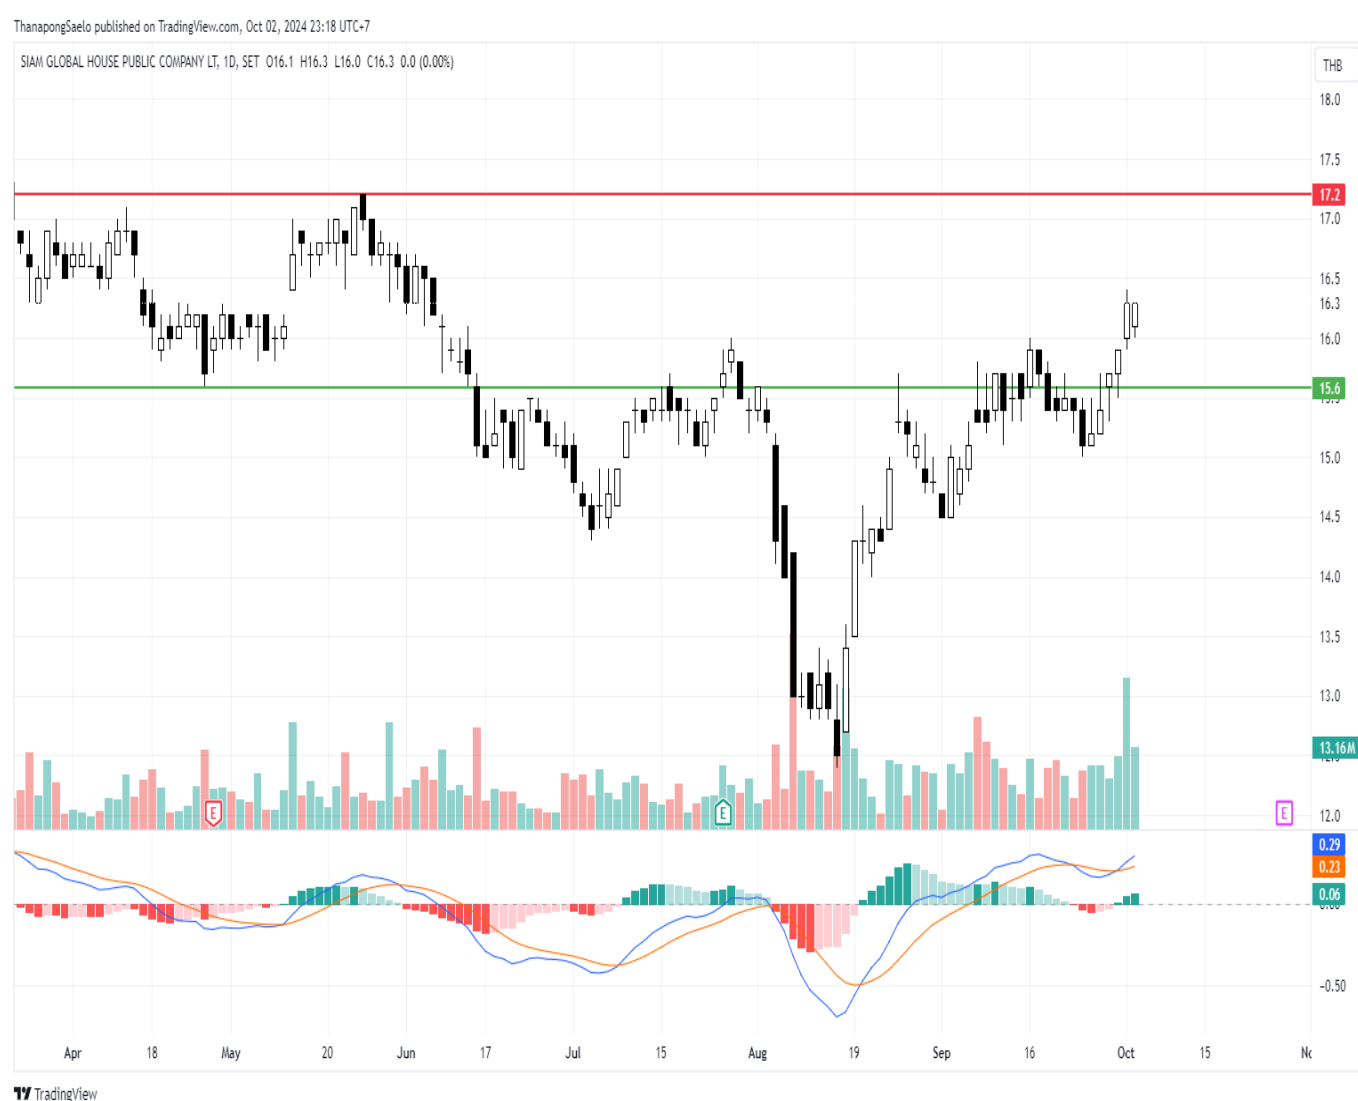 ThanapongSaelo published on TradingView.com, Oct 02, 2024 23:18 UTC+7
SIAM GLOBAL HOUSE PUBLIC COMPANY LT, 1D, SET O16.1 H16.3 L16.0 C16.3 0.0 (0.00%)
THB
18.0
17.5
17.2
17.0
16.5
16.3
16.0
15.6
15.0
14.5
14.0
13.5
13.0
13.16M
12.0
E
E
E
0.29
0.23
0.06
-0.50
Apr 18 May 20 Jun 17 Jul 15 Aug 19 Sep 16 Oct 15
TradingView